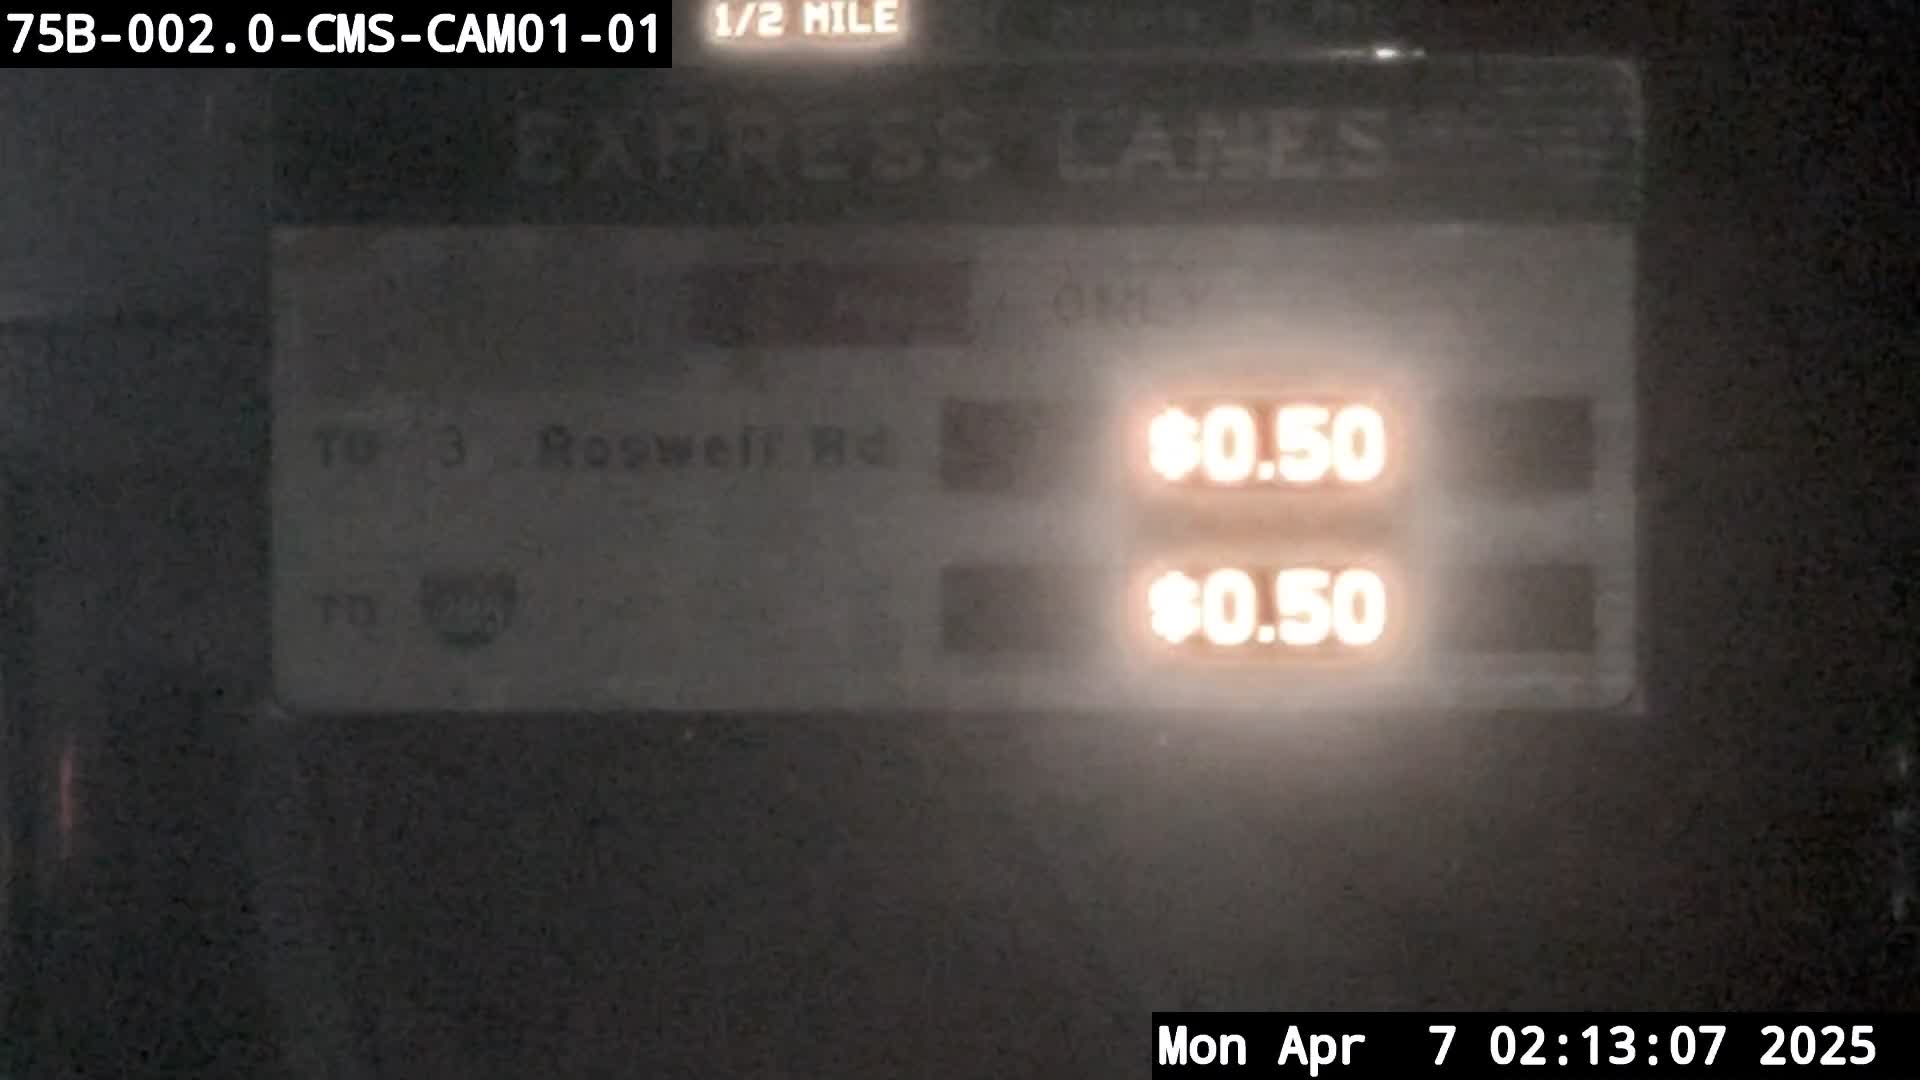 75B-002.0-CMS-CAM01-01
1/2 MILE
EXPRESS LANES
ONLY
TO 3 Roswell Rd $0.50
TO $0.50
Mon Apr 7 02:13:07 2025